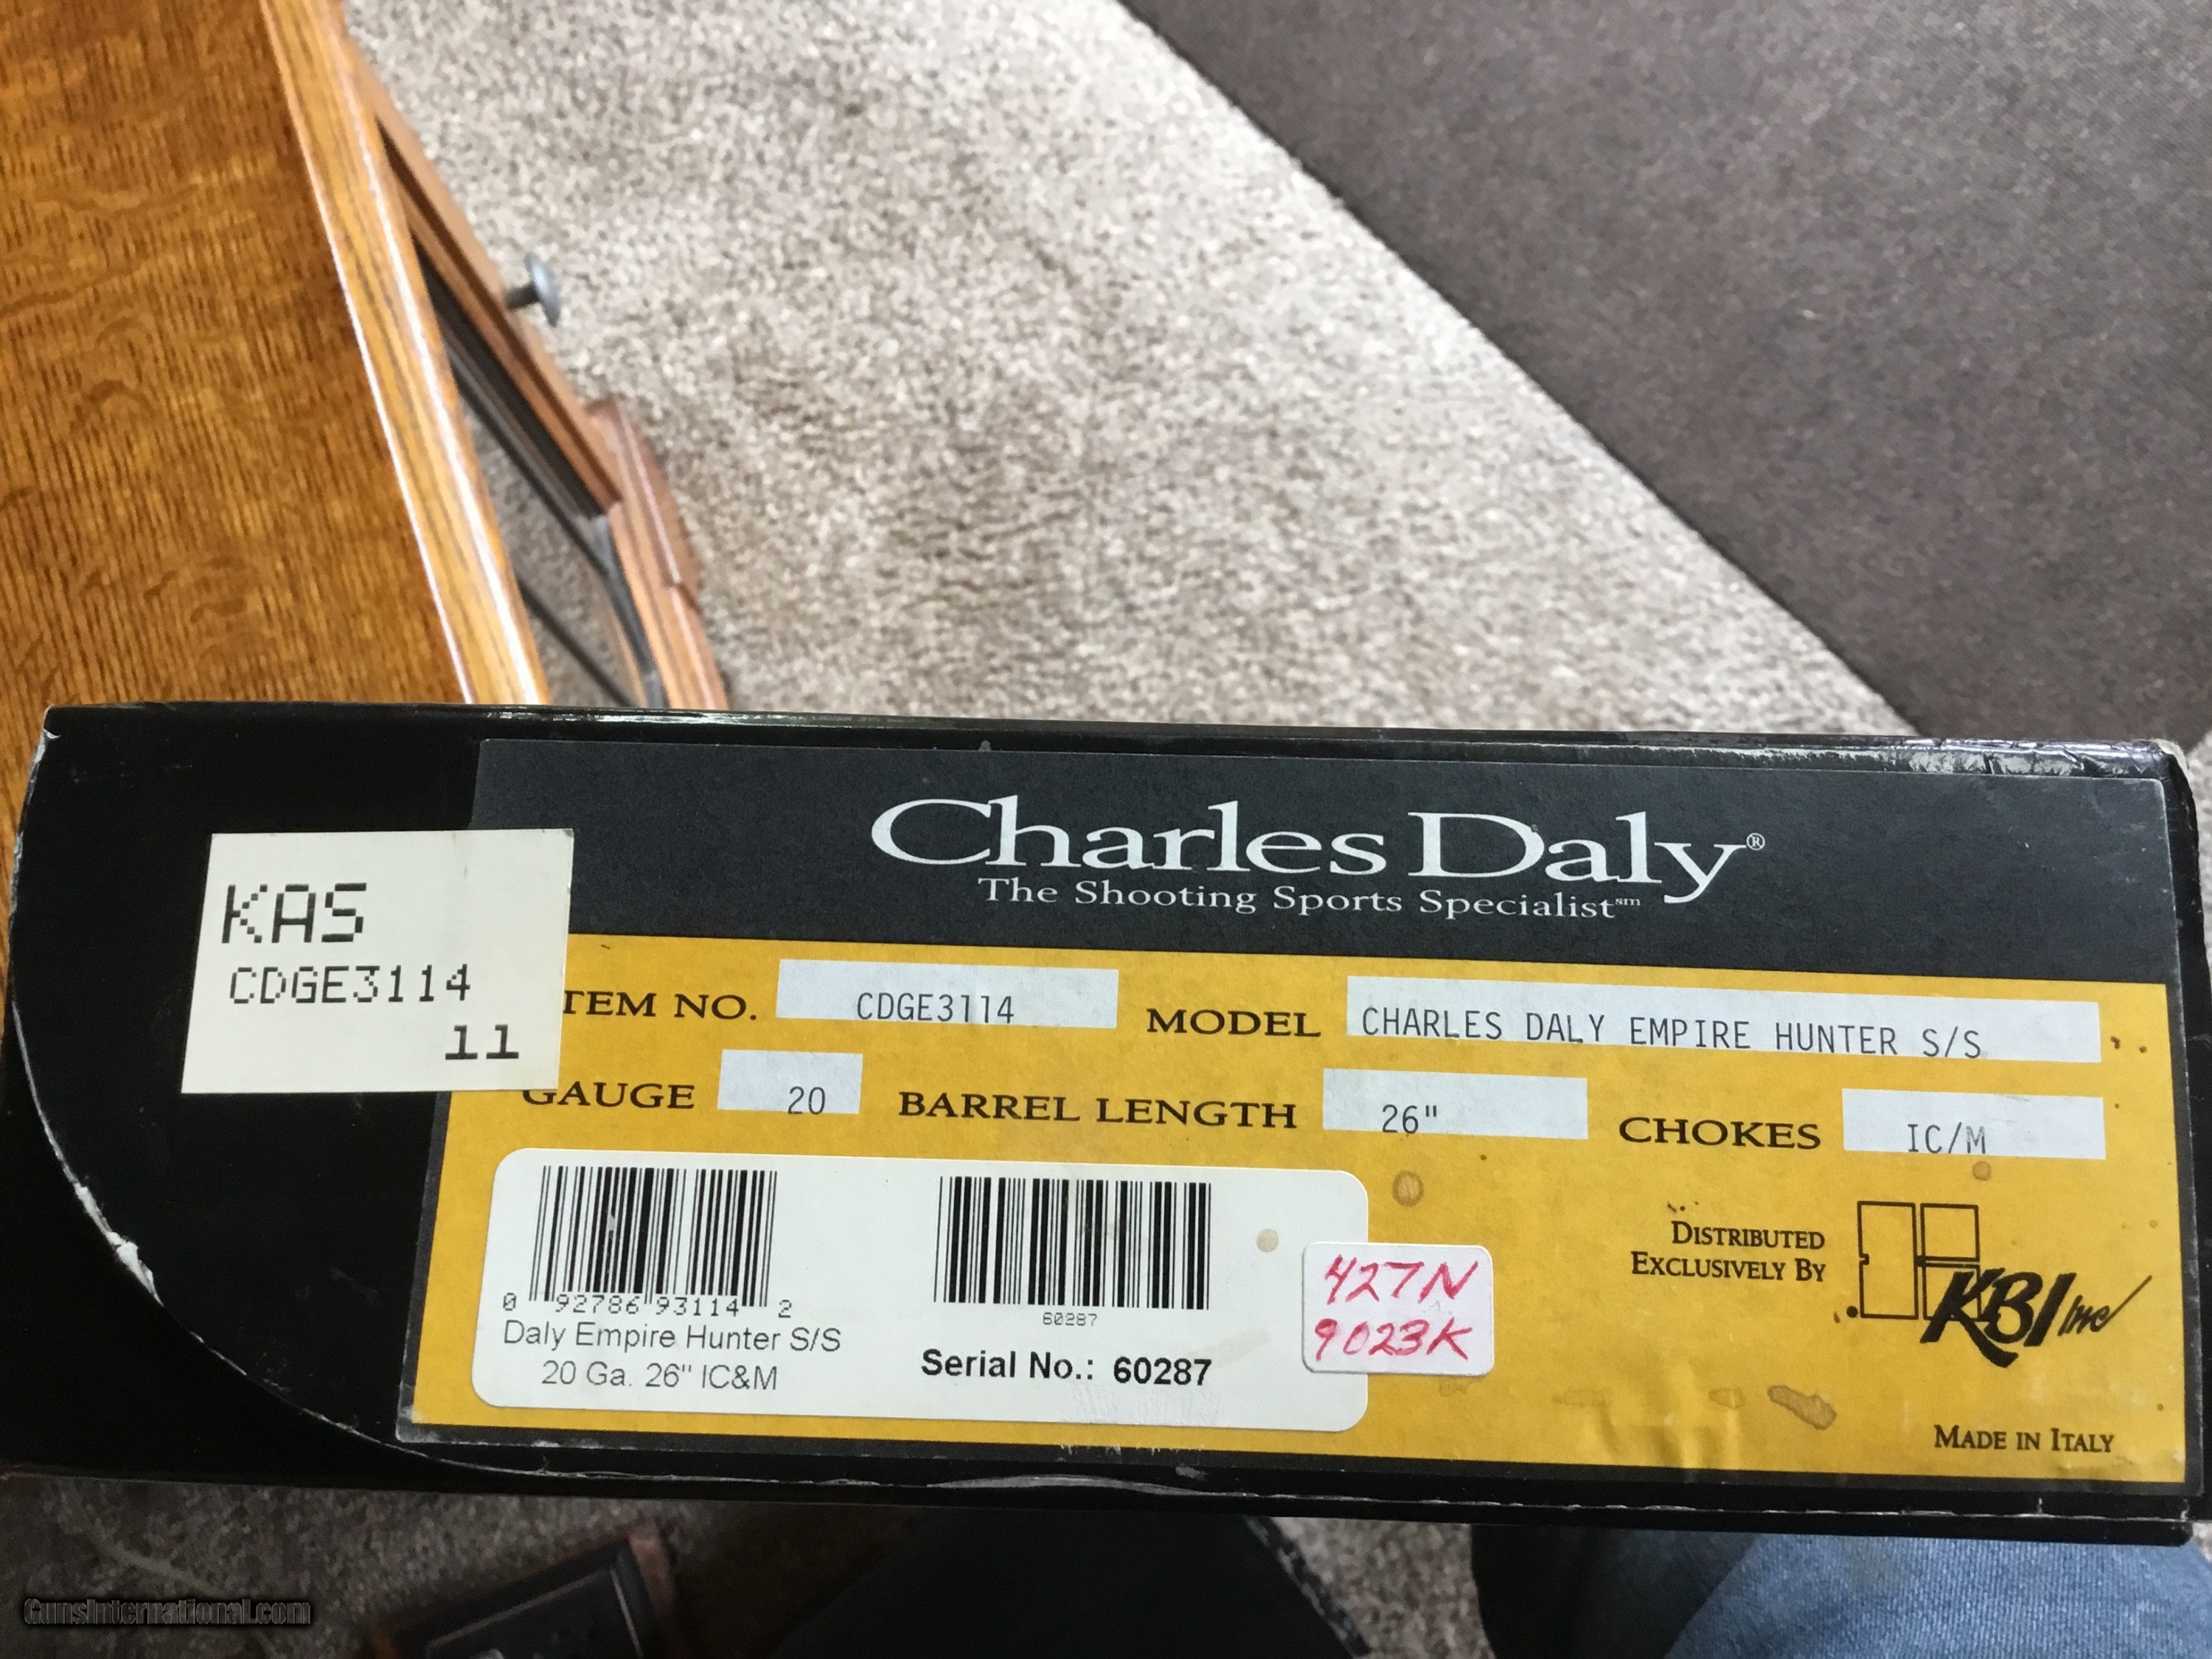 Charles Daly®
The Shooting Sports Specialist℠
KAS
CDGE3114
11
TEM NO. CDGE3114 MODEL CHARLES DALY EMPIRE HUNTER S/S
GAUGE 20 BARREL LENGTH 26" CHOKES IC/M
0 92786 93114 2
Daly Empire Hunter S/S
20 Ga. 26" IC&M
60287
Serial No.: 60287
427N
9023K
DISTRIBUTED
EXCLUSIVELY BY
KBI Inc
MADE IN ITALY
GunsInternational.com